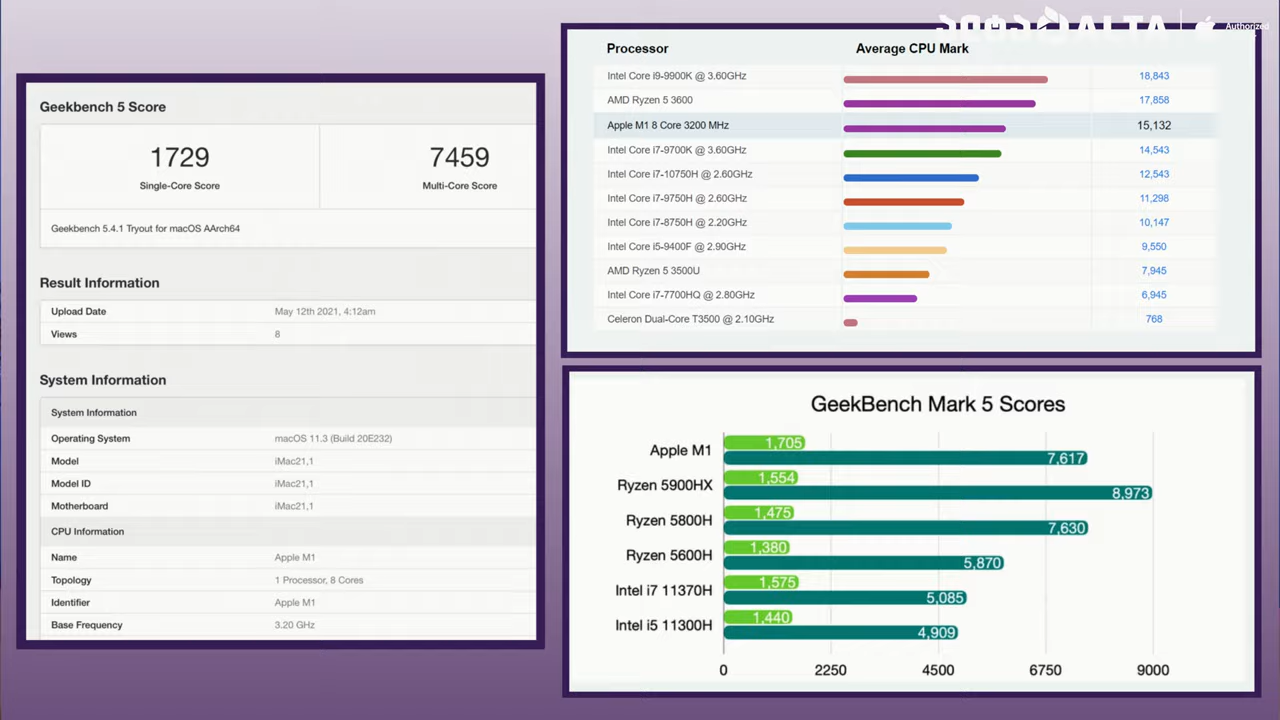 ALTA
Authorized
Geekbench 5 Score
1729
7459
Single-Core Score
Multi-Core Score
Geekbench 5.4.1 Tryout for macOS AArch64
Result Information
Upload Date May 12th 2021, 4:12am
Views 8
System Information
System Information
Operating System macOS 11.3 (Build 20E232)
Model iMac21,1
Model ID iMac21,1
Motherboard iMac21,1
CPU Information
Name Apple M1
Topology 1 Processor, 8 Cores
Identifier Apple M1
Base Frequency 3.20 GHz
Processor Average CPU Mark
Intel Core i9-9900K @ 3.60GHz 18,843
AMD Ryzen 5 3600 17,858
Apple M1 8 Core 3200 MHz 15,132
Intel Core i7-9700K @ 3.60GHz 14,543
Intel Core i7-10750H @ 2.60GHz 12,543
Intel Core i7-9750H @ 2.60GHz 11,298
Intel Core i7-8750H @ 2.20GHz 10,147
Intel Core i5-9400F @ 2.90GHz 9,550
AMD Ryzen 5 3500U 7,945
Intel Core i7-7700HQ @ 2.80GHz 6,945
Celeron Dual-Core T3500 @ 2.10GHz 768
GeekBench Mark 5 Scores
Apple M1 1,705 7,617
Ryzen 5900HX 1,554 8,973
Ryzen 5800H 1,475 7,630
Ryzen 5600H 1,380 5,870
Intel i7 11370H 1,575 5,085
Intel i5 11300H 1,440 4,909
0 2250 4500 6750 9000